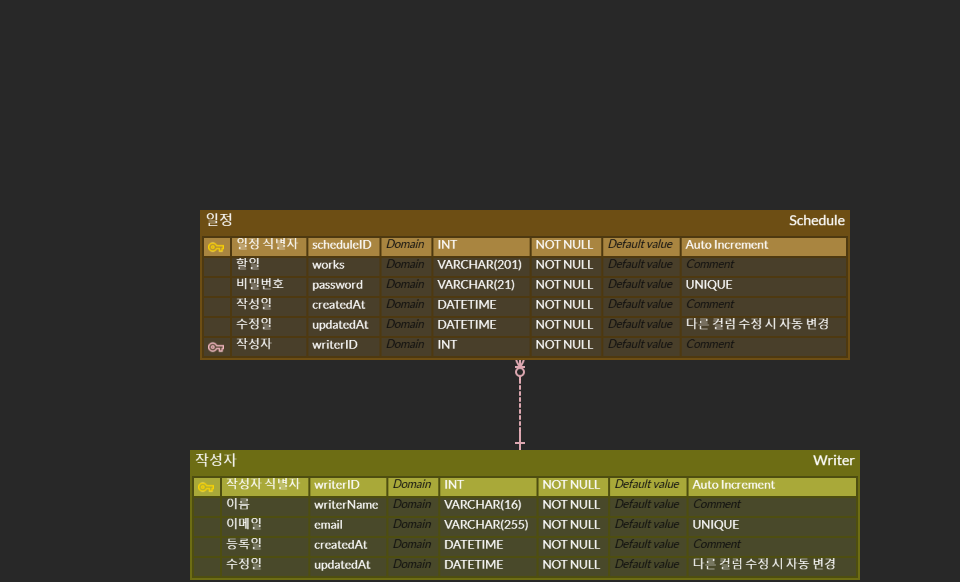 일정 Schedule
일정 식별자 scheduleID Domain INT NOT NULL Default value Auto Increment
할일 works Domain VARCHAR(201) NOT NULL Default value Comment
비밀번호 password Domain VARCHAR(21) NOT NULL Default value UNIQUE
작성일 createdAt Domain DATETIME NOT NULL Default value Comment
수정일 updatedAt Domain DATETIME NOT NULL Default value 다른 컬럼 수정 시 자동 변경
작성자 writerID Domain INT NOT NULL Default value Comment
작성자 Writer
작성자 식별자 writerID Domain INT NOT NULL Default value Auto Increment
이름 writerName Domain VARCHAR(16) NOT NULL Default value Comment
이메일 email Domain VARCHAR(255) NOT NULL Default value UNIQUE
등록일 createdAt Domain DATETIME NOT NULL Default value Comment
수정일 updatedAt Domain DATETIME NOT NULL Default value 다른 컬럼 수정 시 자동 변경